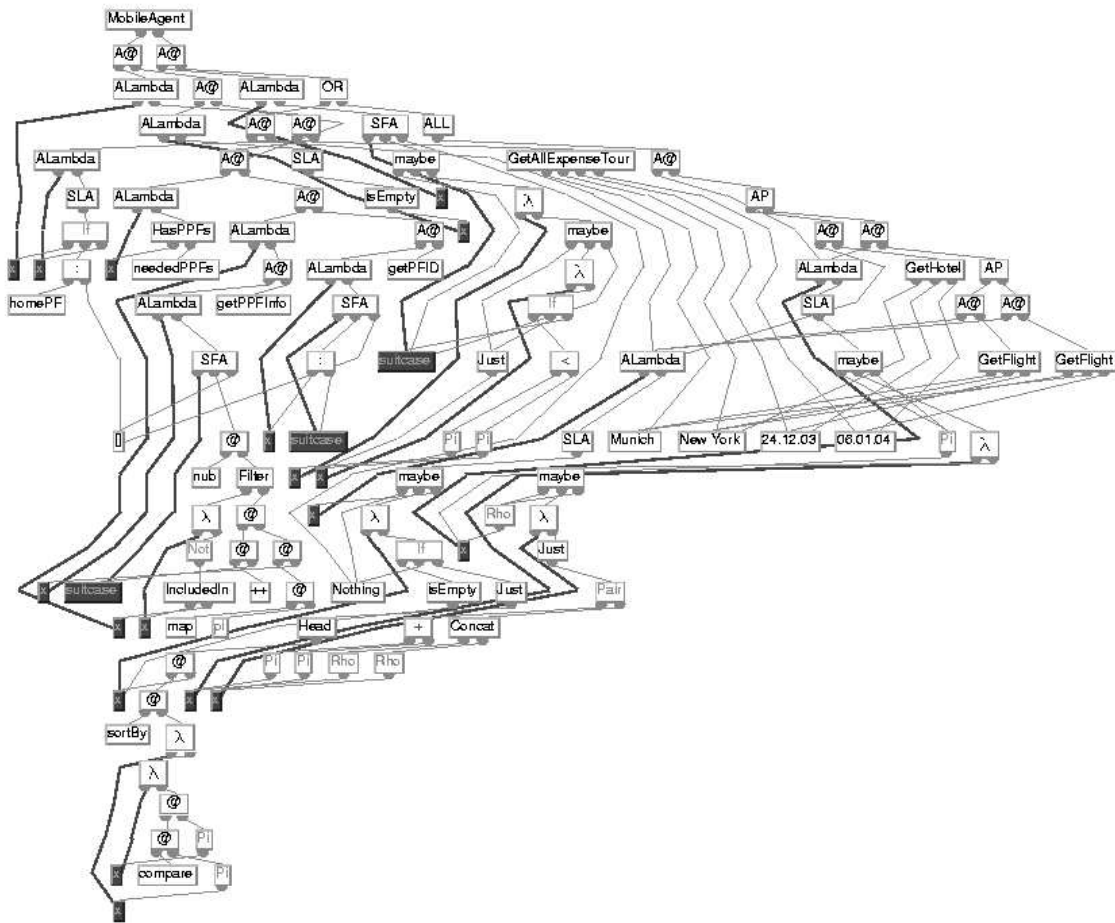 MobileAgent
A@ A@
ALambda A@ ALambda OR
ALambda A@ A@ SFA ALL
ALambda A@ SLA maybe GetAllExpenseTour A@
SLA ALambda A@ isEmpty x λ AP
If HasPPFs ALambda A@ x maybe A@ A@
x x : x neededPPFs A@ ALambda getPFID λ ALambda GetHotel AP
homePF ALambda getPPFInfo SFA If SLA A@ A@
SFA : suitcase Just < ALambda maybe GetFlight GetFlight
[] @ x suitcase Pi Pi SLA Munich New York 24.12.03 06.01.04 Pi λ
nub Filter x x maybe maybe
λ @ x λ Rho λ
Not @ @ If x Just
x suitcase IncludedIn ++ @ Nothing isEmpty Just Pair
x x map pi Head + Concat
@ Pi Pi Rho Rho
x @ x x
sortBy λ
λ
@
@ Pi
x compare Pi
x